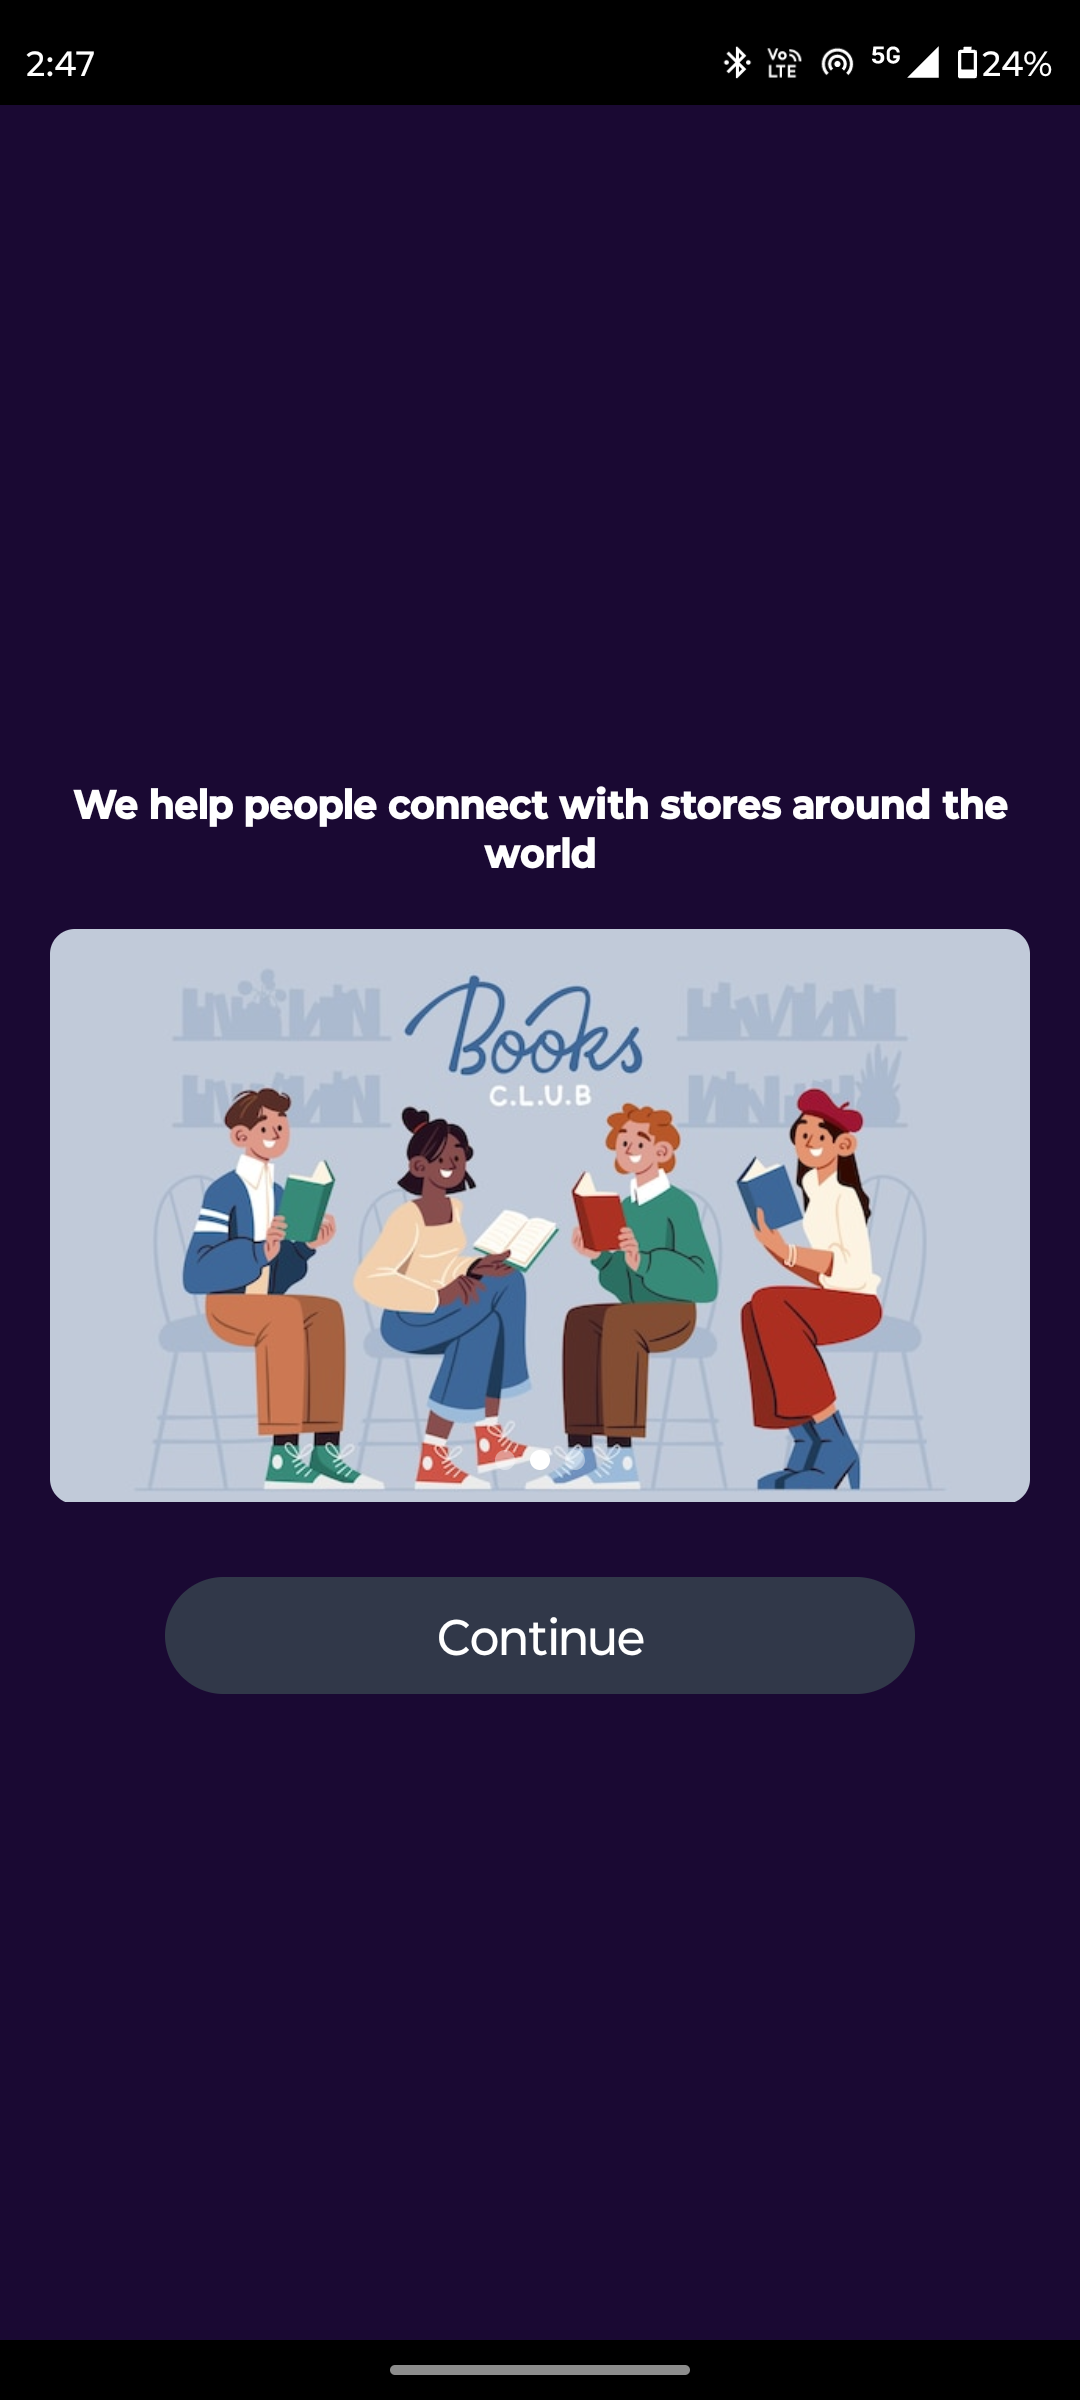 2:47
Vo LTE 5G 24%
We help people connect with stores around the
world
Books
C.L.U.B
Continue